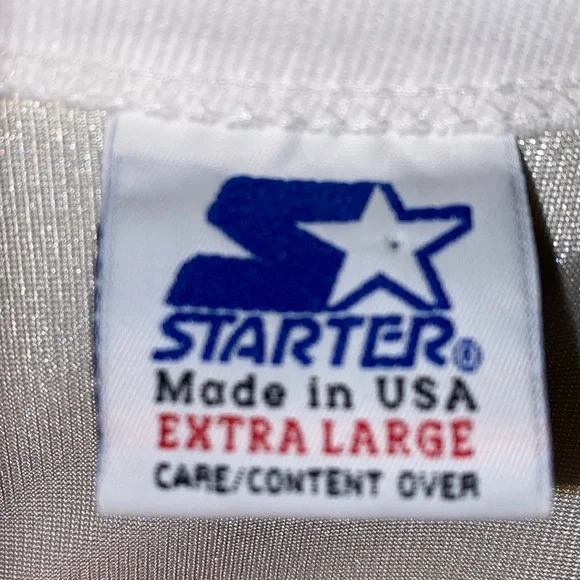 STARTER®
Made in USA
EXTRA LARGE
CARE/CONTENT OVER